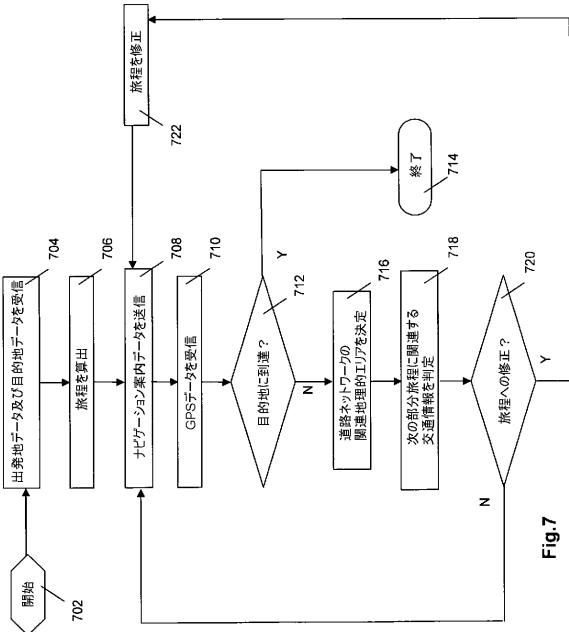 開始
702
出発地データ及び目的地データを受信
704
旅程を算出
706
ナビゲーション案内データを送信
708
GPSデータを受信
710
目的地に到達?
712
Y
N
終了
714
道路ネットワークの
関連地理的エリアを決定
716
次の部分旅程に関連する
交通情報を判定
718
旅程への修正?
720
N
Y
旅程を修正
722
Fig.7